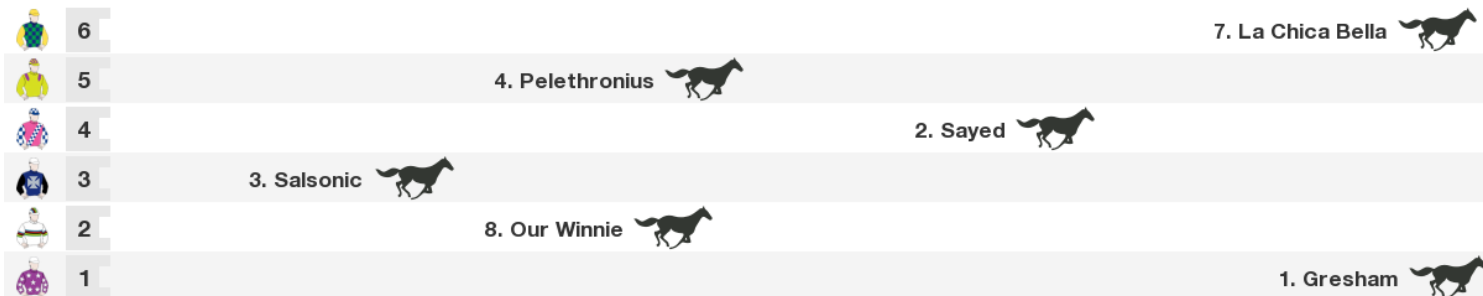 6 7. La Chica Bella
5 4. Pelethronius
4 2. Sayed
3 3. Salsonic
2 8. Our Winnie
1 1. Gresham